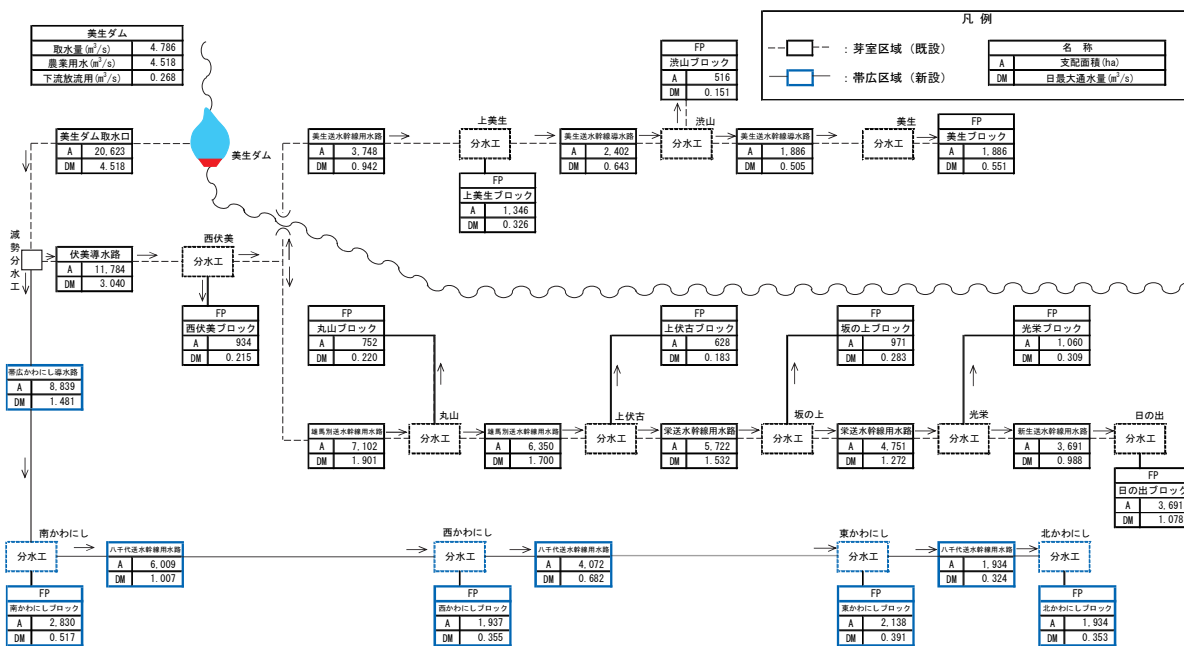 美生ダム
取水量(m³/s) 4.786
農業用水(m³/s) 4.518
下流放流用(m³/s) 0.268
凡 例
：芽室区域（既設）
：帯広区域（新設）
名 称
A 支配面積(ha)
DM 日最大通水量(m³/s)
FP
渋山ブロック
A 516
DM 0.151
美生ダム取水口
A 20,623
DM 4.518
美生ダム
美生送水幹線用水路
A 3,748
DM 0.942
上美生
分水工
美生送水幹線導水路
A 2,402
DM 0.643
渋山
分水工
美生送水幹線導水路
A 1,886
DM 0.505
美生
分水工
FP
美生ブロック
A 1,886
DM 0.551
FP
上美生ブロック
A 1,346
DM 0.326
減勢分水工
伏美導水路
A 11,784
DM 3.040
西伏美
分水工
FP
西伏美ブロック
A 934
DM 0.215
FP
丸山ブロック
A 752
DM 0.220
FP
上伏古ブロック
A 628
DM 0.183
FP
坂の上ブロック
A 971
DM 0.283
FP
光栄ブロック
A 1,060
DM 0.309
帯広かわにし導水路
A 8,839
DM 1.481
雄馬別送水幹線用水路
A 7,102
DM 1.901
丸山
分水工
雄馬別送水幹線用水路
A 6,350
DM 1.700
上伏古
分水工
栄送水幹線用水路
A 5,722
DM 1.532
坂の上
分水工
栄送水幹線用水路
A 4,751
DM 1.272
光栄
分水工
新生送水幹線用水路
A 3,691
DM 0.988
日の出
分水工
FP
日の出ブロック
A 3,691
DM 1.078
南かわにし
分水工
八千代送水幹線用水路
A 6,009
DM 1.007
西かわにし
分水工
八千代送水幹線用水路
A 4,072
DM 0.682
東かわにし
分水工
八千代送水幹線用水路
A 1,934
DM 0.324
北かわにし
分水工
FP
南かわにしブロック
A 2,830
DM 0.517
FP
西かわにしブロック
A 1,937
DM 0.355
FP
東かわにしブロック
A 2,138
DM 0.391
FP
北かわにしブロック
A 1,934
DM 0.353